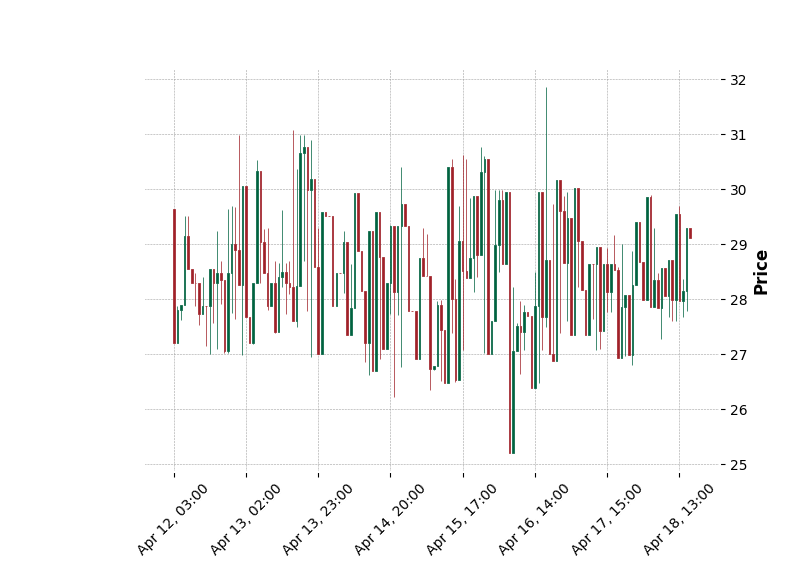 32
31
30
29
28
27
26
25
Price
Apr 12, 03:00
Apr 13, 02:00
Apr 13, 23:00
Apr 14, 20:00
Apr 15, 17:00
Apr 16, 14:00
Apr 17, 15:00
Apr 18, 13:00